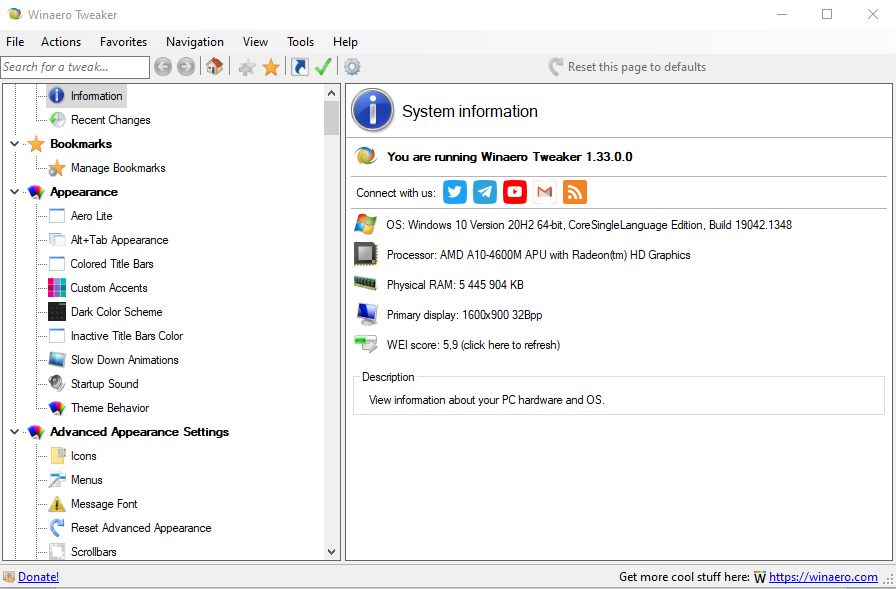 Winaero Tweaker
File Actions Favorites Navigation View Tools Help
Search for a tweak...
Reset this page to defaults
Information
Recent Changes
Bookmarks
Manage Bookmarks
Appearance
Aero Lite
Alt+Tab Appearance
Colored Title Bars
Custom Accents
Dark Color Scheme
Inactive Title Bars Color
Slow Down Animations
Startup Sound
Theme Behavior
Advanced Appearance Settings
Icons
Menus
Message Font
Reset Advanced Appearance
Scrollbars
System information
You are running Winaero Tweaker 1.33.0.0
Connect with us:
OS: Windows 10 Version 20H2 64-bit, CoreSingleLanguage Edition, Build 19042.1348
Processor: AMD A10-4600M APU with Radeon(tm) HD Graphics
Physical RAM: 5 445 904 KB
Primary display: 1600x900 32Bpp
WEI score: 5,9 (click here to refresh)
Description
View information about your PC hardware and OS.
Donate!
Get more cool stuff here: W https://winaero.com